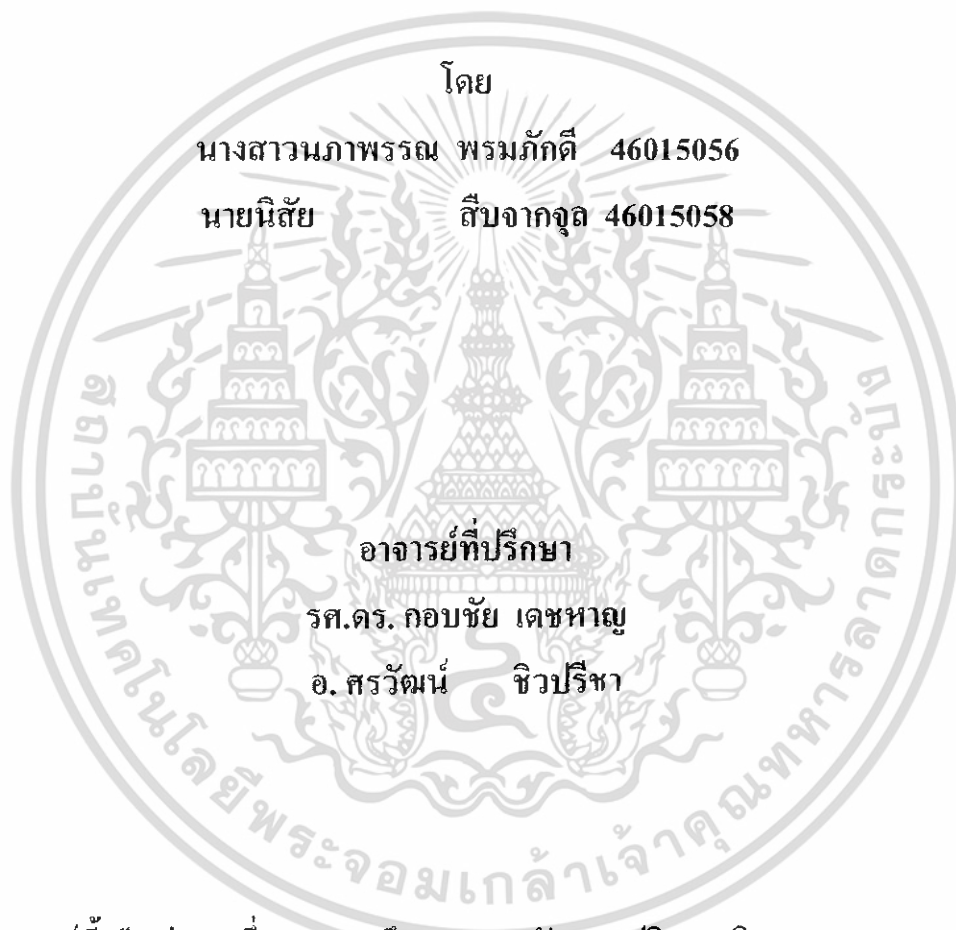 โดย
นางสาวนภาพรรณ พรมภักดี 46015056
นายนิสัย สืบจากจุล 46015058
อาจารย์ที่ปรึกษา
รศ.ดร. กอบชัย เดชหาญ
อ. ศรวัฒน์ ชิวปรีชา
สถาบันเทคโนโลยีพระจอมเกล้าเจ้าคุณทหารลาดกระบัง